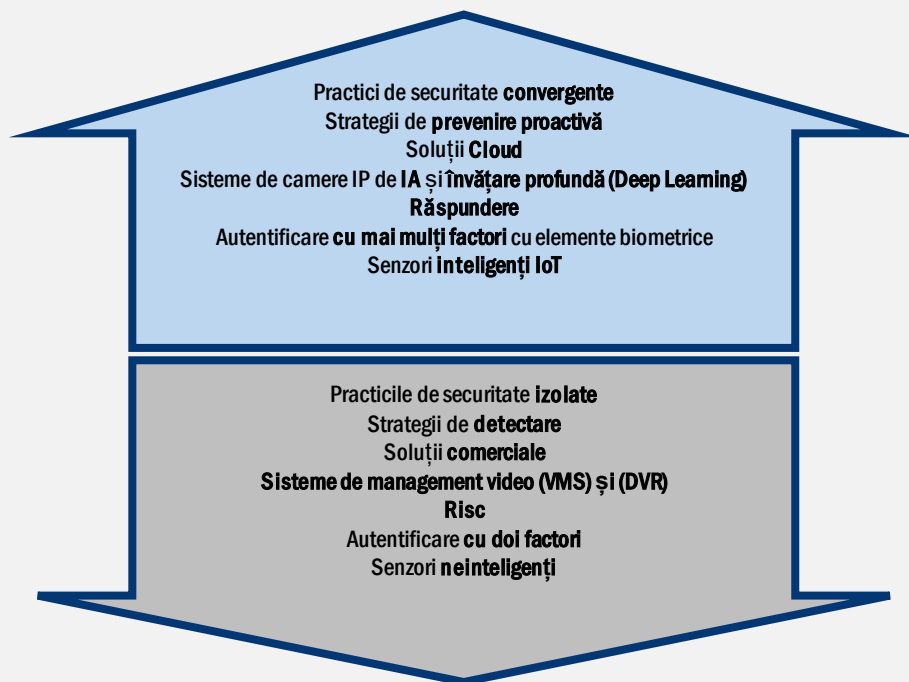 Practici de securitate convergente
Strategii de prevenire proactivă
Soluții Cloud
Sisteme de camere IP de IA și învățare profundă (Deep Learning)
Răspundere
Autentificare cu mai mulți factori cu elemente biometrice
Senzori inteligenți IoT
Practicile de securitate izolate
Strategii de detectare
Soluții comerciale
Sisteme de management video (VMS) și (DVR)
Risc
Autentificare cu doi factori
Senzori neinteligenți